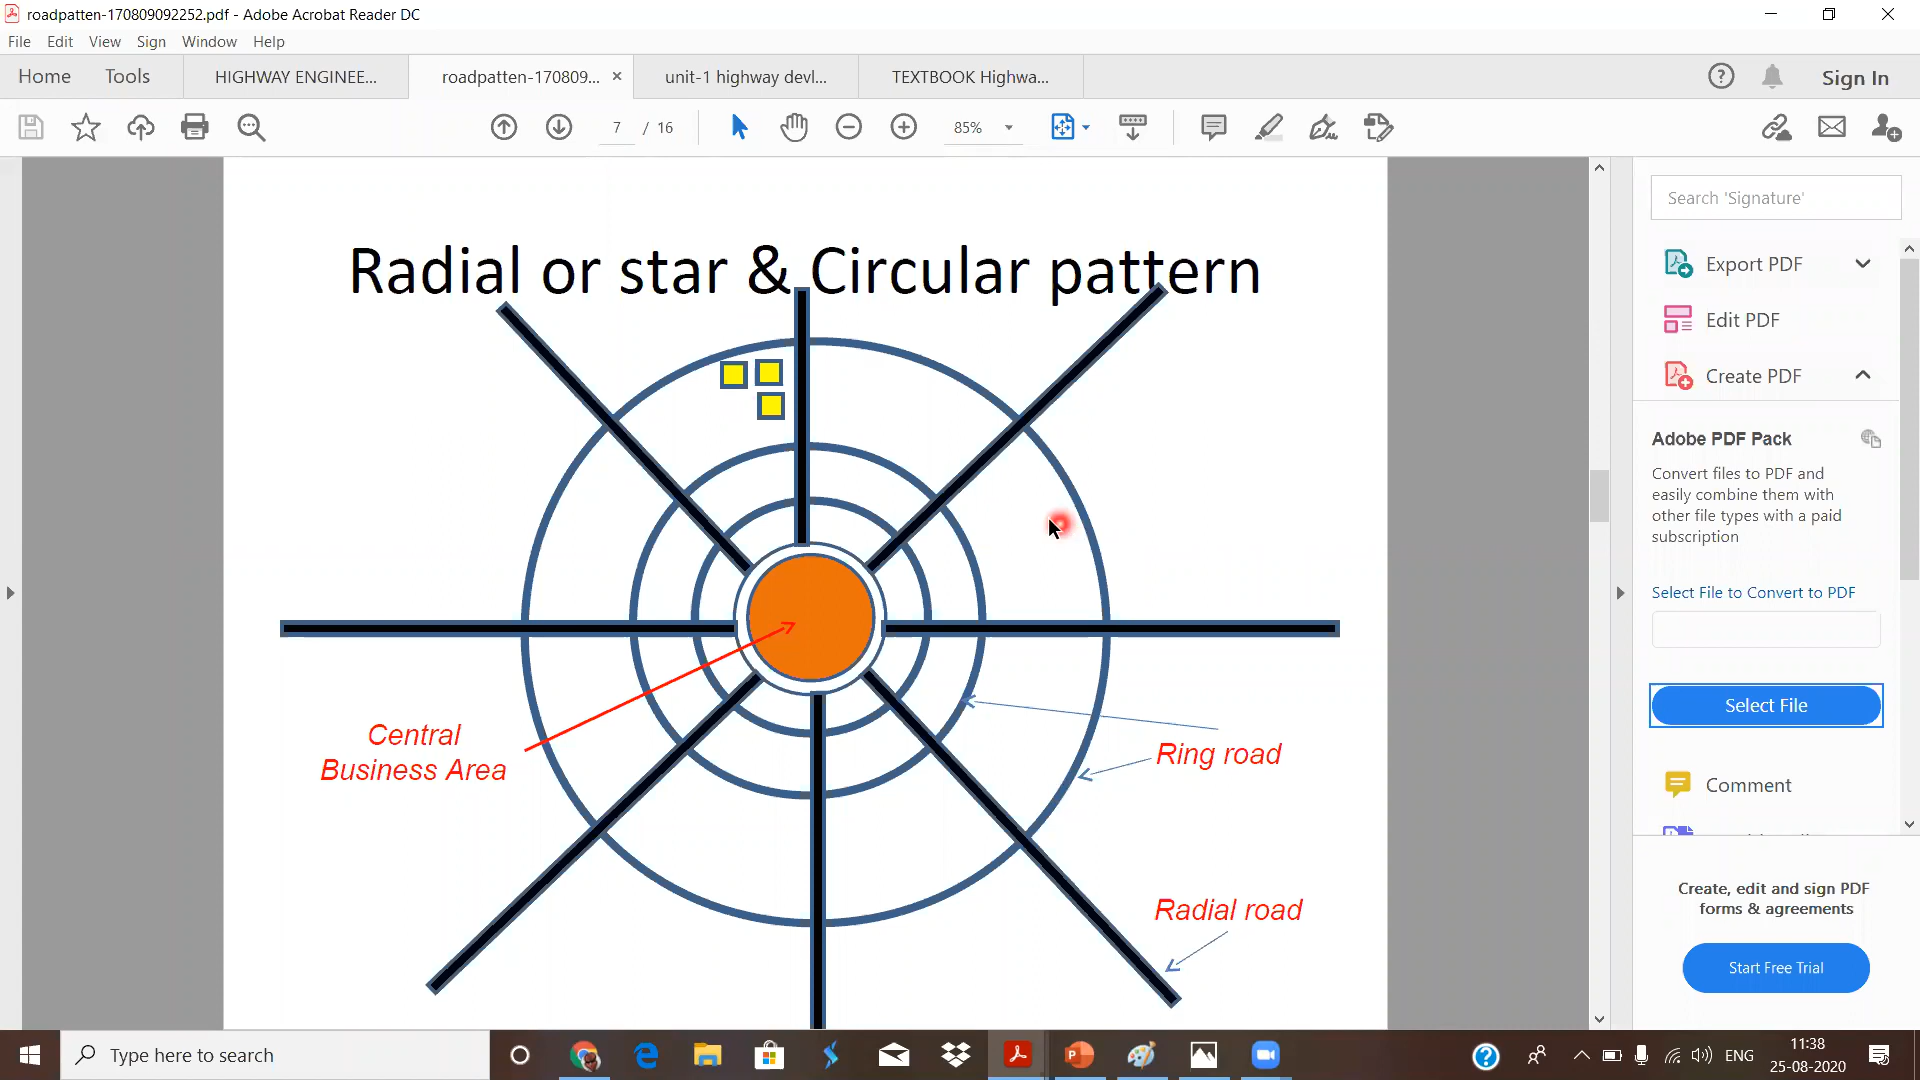 roadpatten-170809092252.pdf - Adobe Acrobat Reader DC
File Edit View Sign Window Help
Home Tools HIGHWAY ENGINEE... roadpatten-170809... × unit-1 highway devl... TEXTBOOK Highwa... Sign In
7 / 16 85%
Search 'Signature'
Export PDF
Edit PDF
Create PDF
Adobe PDF Pack
Convert files to PDF and
easily combine them with
other file types with a paid
subscription
Select File to Convert to PDF
Select File
Comment
Create, edit and sign PDF
forms & agreements
Start Free Trial
Radial or star & Circular pattern
Central
Business Area
Ring road
Radial road
Type here to search
ENG
11:38
25-08-2020